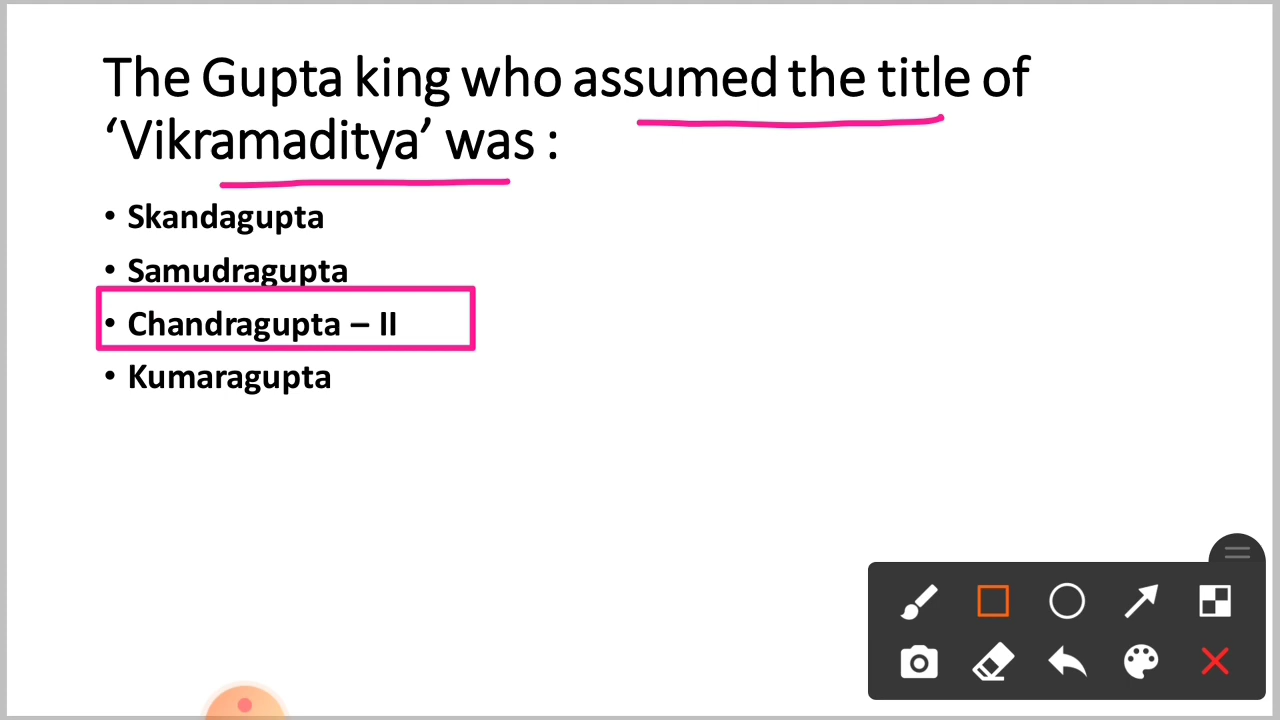 The Gupta king who assumed the title of
‘Vikramaditya’ was :
• Skandagupta
• Samudragupta
• Chandragupta – II
• Kumaragupta